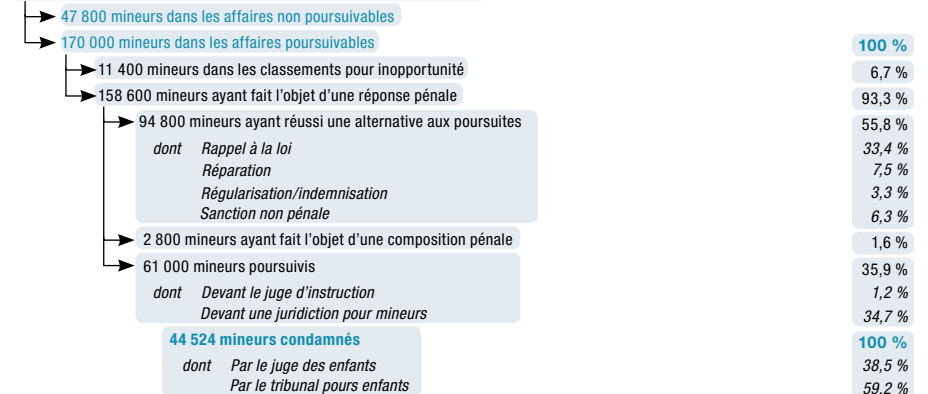 47 800 mineurs dans les affaires non poursuivables
170 000 mineurs dans les affaires poursuivables 100 %
11 400 mineurs dans les classements pour inopportunité 6,7 %
158 600 mineurs ayant fait l'objet d'une réponse pénale 93,3 %
94 800 mineurs ayant réussi une alternative aux poursuites 55,8 %
dont Rappel à la loi 33,4 %
Réparation 7,5 %
Régularisation/indemnisation 3,3 %
Sanction non pénale 6,3 %
2 800 mineurs ayant fait l'objet d'une composition pénale 1,6 %
61 000 mineurs poursuivis 35,9 %
dont Devant le juge d'instruction 1,2 %
Devant une juridiction pour mineurs 34,7 %
44 524 mineurs condamnés 100 %
dont Par le juge des enfants 38,5 %
Par le tribunal pours enfants 59,2 %